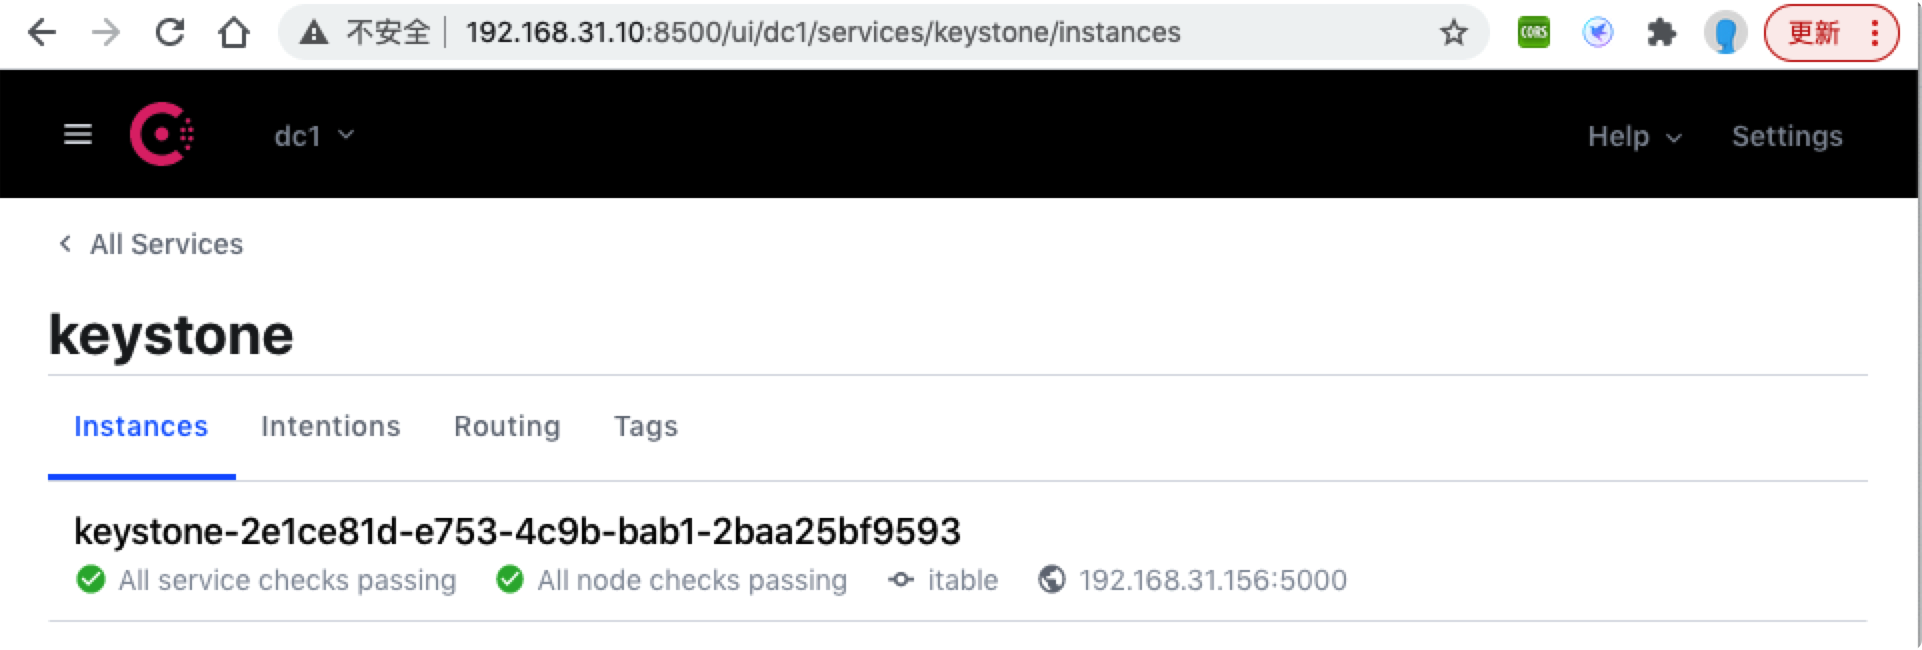 不安全 192.168.31.10:8500/ui/dc1/services/keystone/instances CORS 更新
dc1 Help Settings
All Services
keystone
Instances Intentions Routing Tags
keystone-2e1ce81d-e753-4c9b-bab1-2baa25bf9593
All service checks passing All node checks passing itable 192.168.31.156:5000